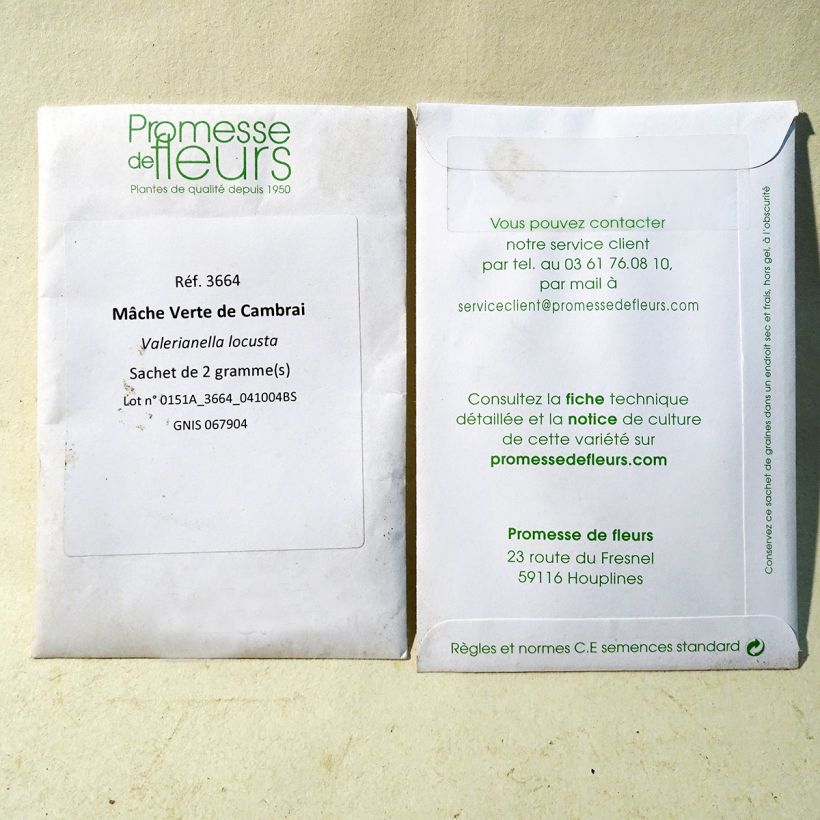 Promesse
de fleurs
Plantes de qualité depuis 1950
Réf. 3664
Mâche Verte de Cambrai
Valerianella locusta
Sachet de 2 gramme(s)
Lot n° 0151A_3664_041004BS
GNIS 067904
Vous pouvez contacter
notre service client
par tel. au 03 61 76.08 10,
par mail à
serviceclient@promessedefleurs.com
Consultez la fiche technique
détaillée et la notice de culture
de cette variété sur
promessedefleurs.com
Promesse de fleurs
23 route du Fresnel
59116 Houplines
Règles et normes C.E semences standard
Conservez ce sachet de graines dans un endroit sec et frais, hors gel, à l'obscurité